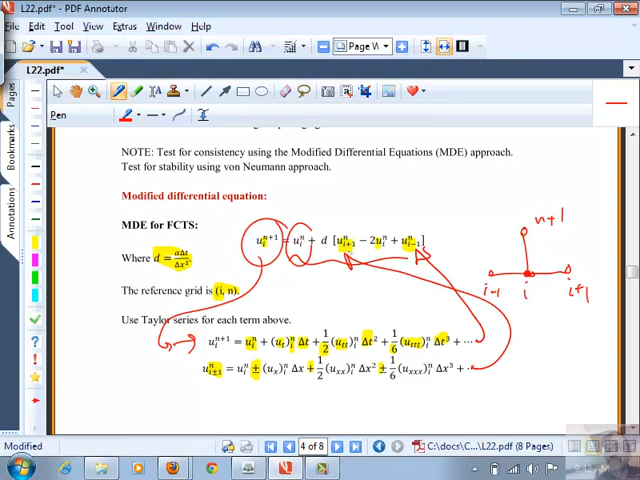 L22.pdf* - PDF Annotator
File Edit Tool View Extras Window Help
Page W
L22.pdf*
Pen
Pages
Bookmarks
Annotations
NOTE: Test for consistency using the Modified Differential Equations (MDE) approach.
Test for stability using von Neumann approach.
Modified differential equation:
MDE for FCTS:
n+1
u_i^{n+1} = u_i^n + d [u_{i+1}^n − 2u_i^n + u_{i−1}^n]
Where d = αΔt/Δx².
i-1 i i+1
The reference grid is (i, n).
Use Taylor series for each term above.
u_i^{n+1} = u_i^n + (u_t)_i^n Δt + 1/2 (u_tt)_i^n Δt² + 1/6 (u_ttt)_i^n Δt³ + ⋯
u_{i±1}^n = u_i^n ± (u_x)_i^n Δx + 1/2 (u_xx)_i^n Δx² ± 1/6 (u_xxx)_i^n Δx³ + ⋯
Modified
4 of 8
C:\docs\C...\L22.pdf (8 Pages)